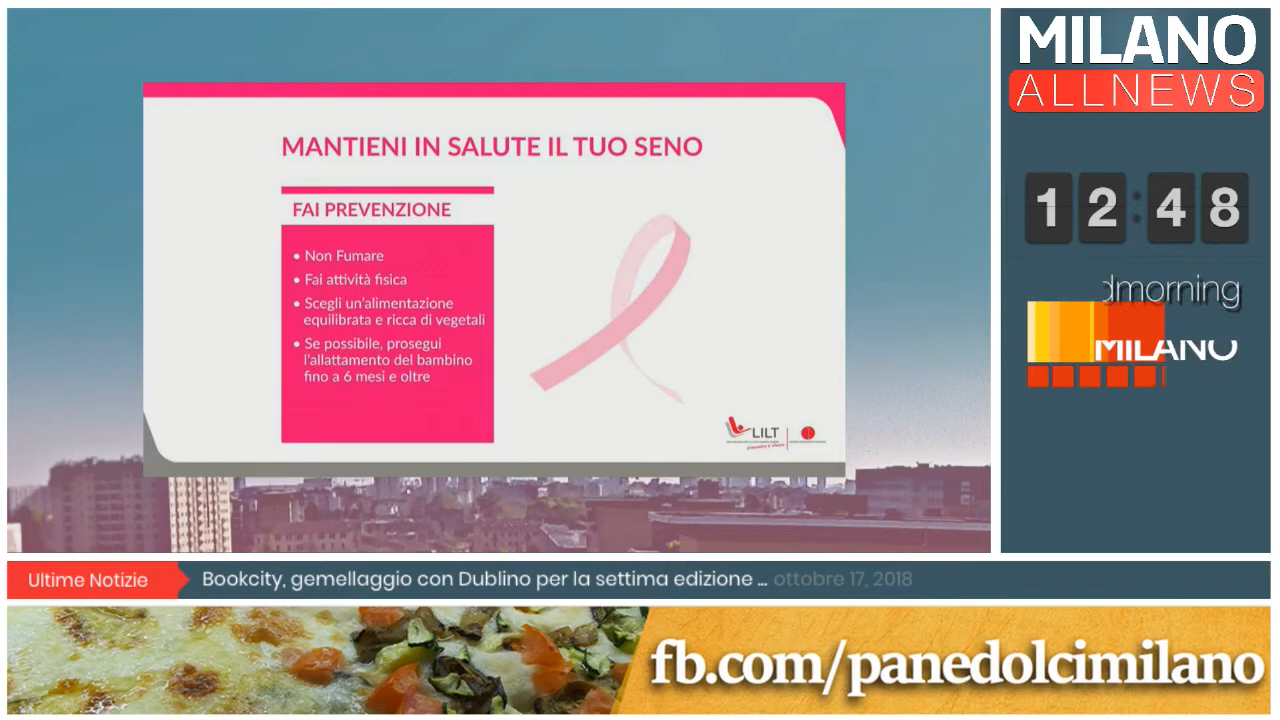 MILANO
ALLNEWS
12:48
dmorning
MILANO
MANTIENI IN SALUTE IL TUO SENO
FAI PREVENZIONE
• Non Fumare
• Fai attività fisica
• Scegli un'alimentazione
equilibrata e ricca di vegetali
• Se possibile, prosegui
l'allattamento del bambino
fino a 6 mesi e oltre
LILT
Ultime Notizie
Bookcity, gemellaggio con Dublino per la settima edizione ... ottobre 17, 2018
fb.com/panedolcimilano